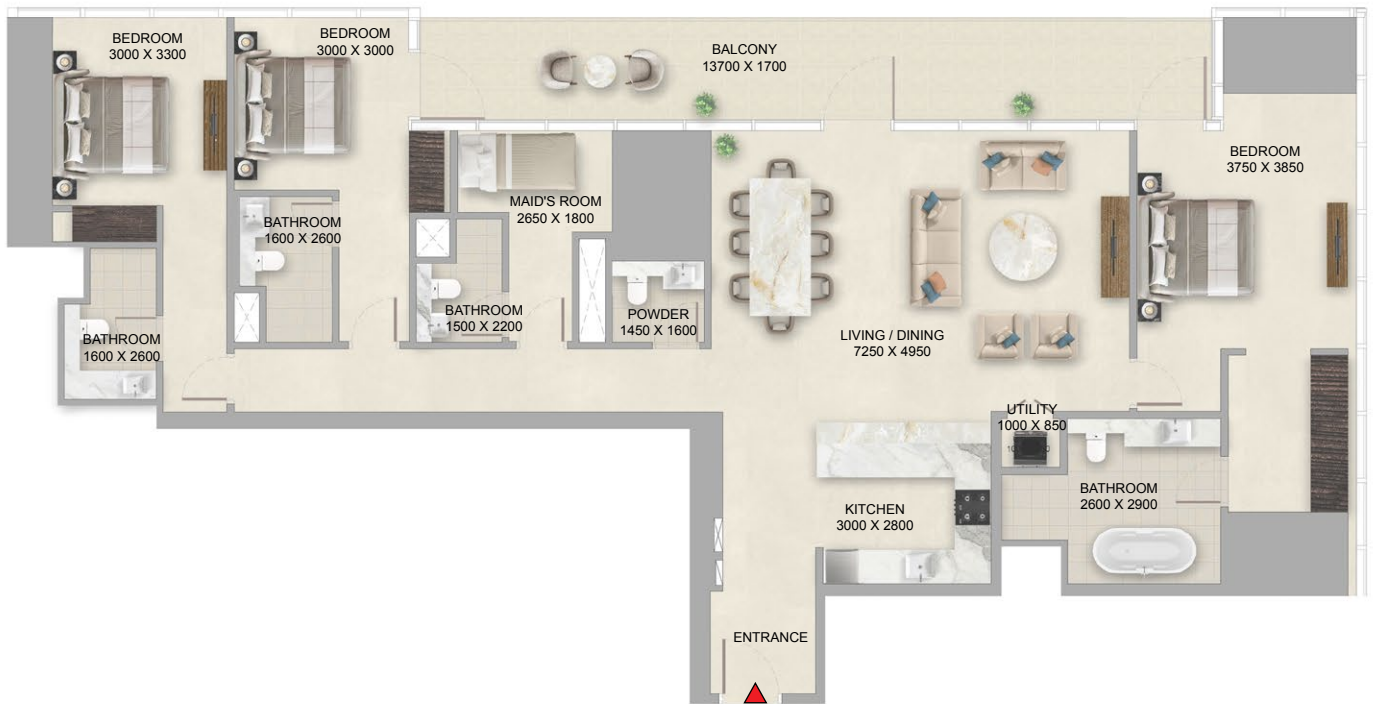 BEDROOM
3000 X 3300
BEDROOM
3000 X 3000
BALCONY
13700 X 1700
BEDROOM
3750 X 3850
MAID'S ROOM
2650 X 1800
BATHROOM
1600 X 2600
BATHROOM
1500 X 2200
POWDER
1450 X 1600
BATHROOM
1600 X 2600
LIVING / DINING
7250 X 4950
UTILITY
1000 X 850
BATHROOM
2600 X 2900
KITCHEN
3000 X 2800
ENTRANCE